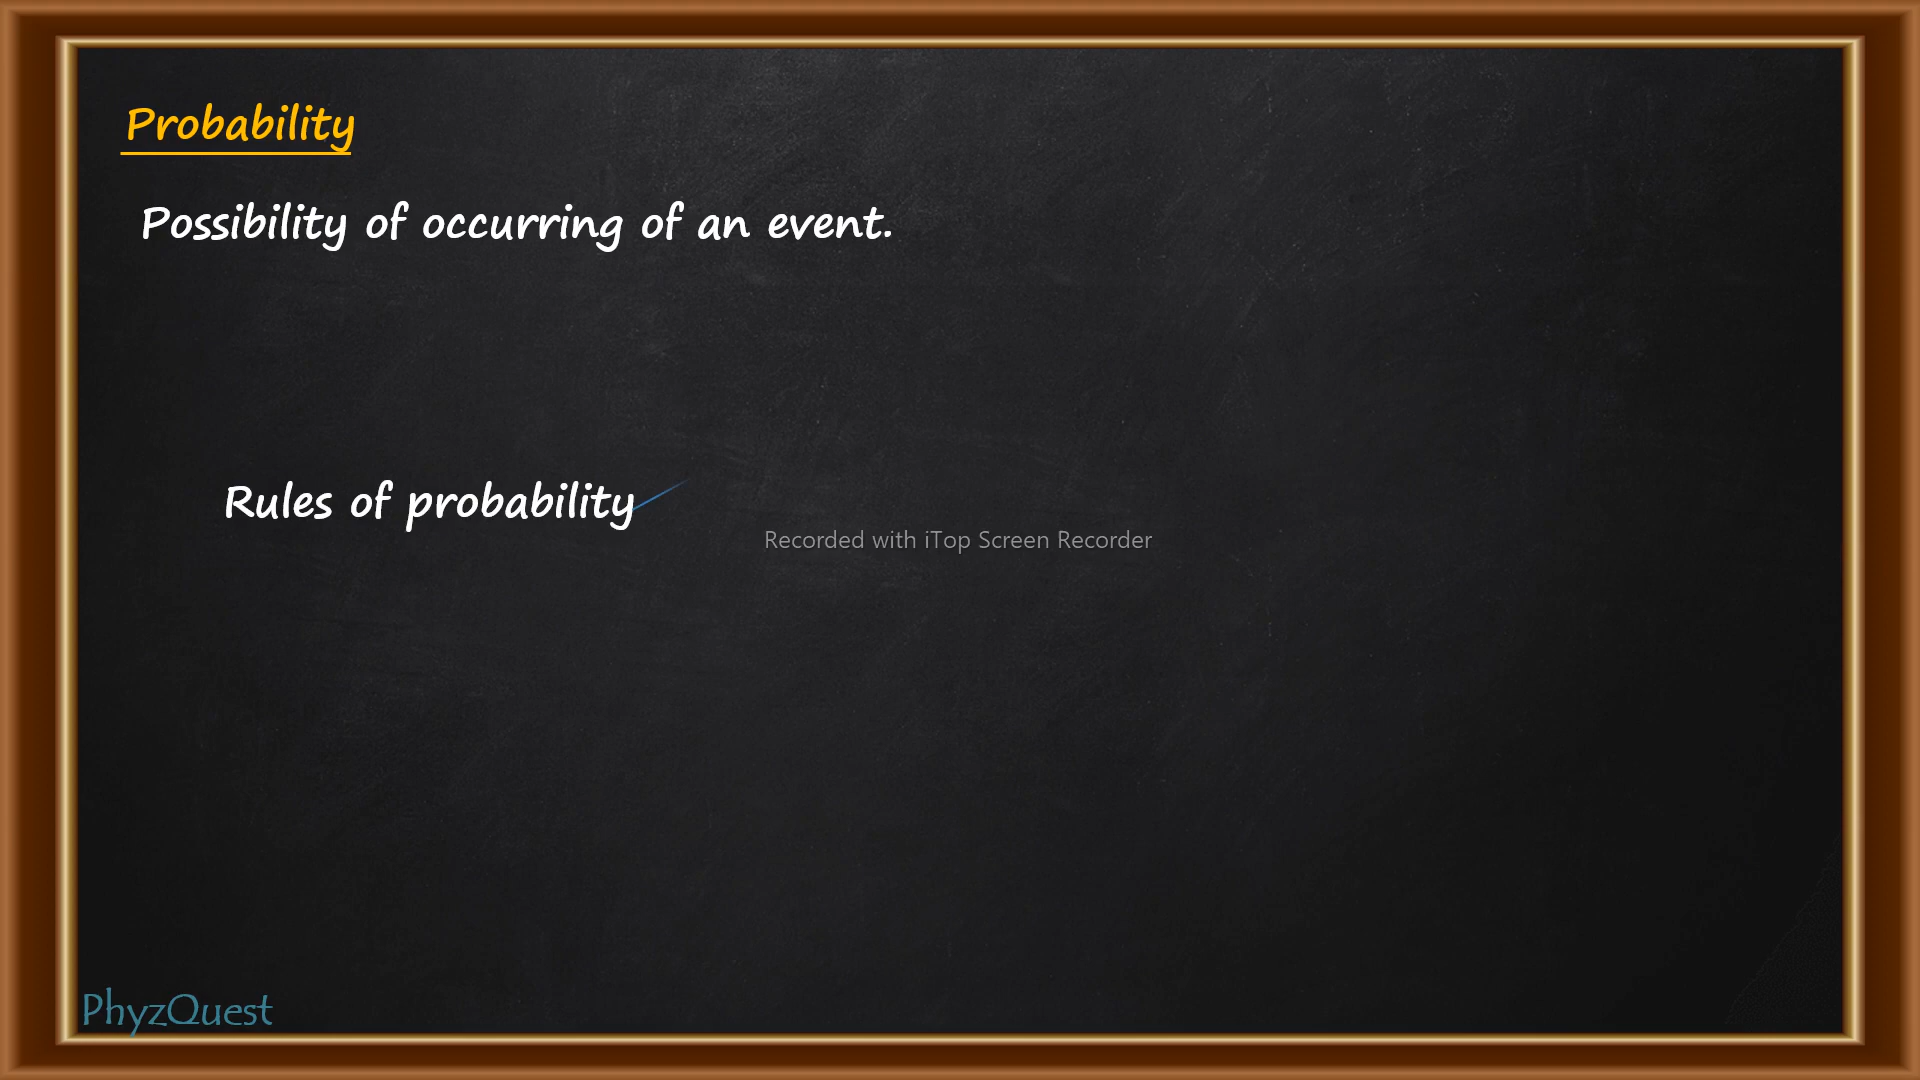 Probability
Possibility of occurring of an event.
Rules of probability
Recorded with iTop Screen Recorder
PhyzQuest